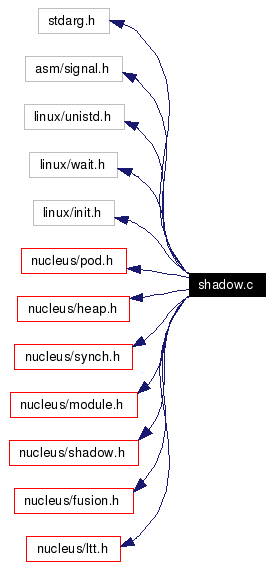 stdarg.h
asm/signal.h
linux/unistd.h
linux/wait.h
linux/init.h
nucleus/pod.h
shadow.c
nucleus/heap.h
nucleus/synch.h
nucleus/module.h
nucleus/shadow.h
nucleus/fusion.h
nucleus/ltt.h